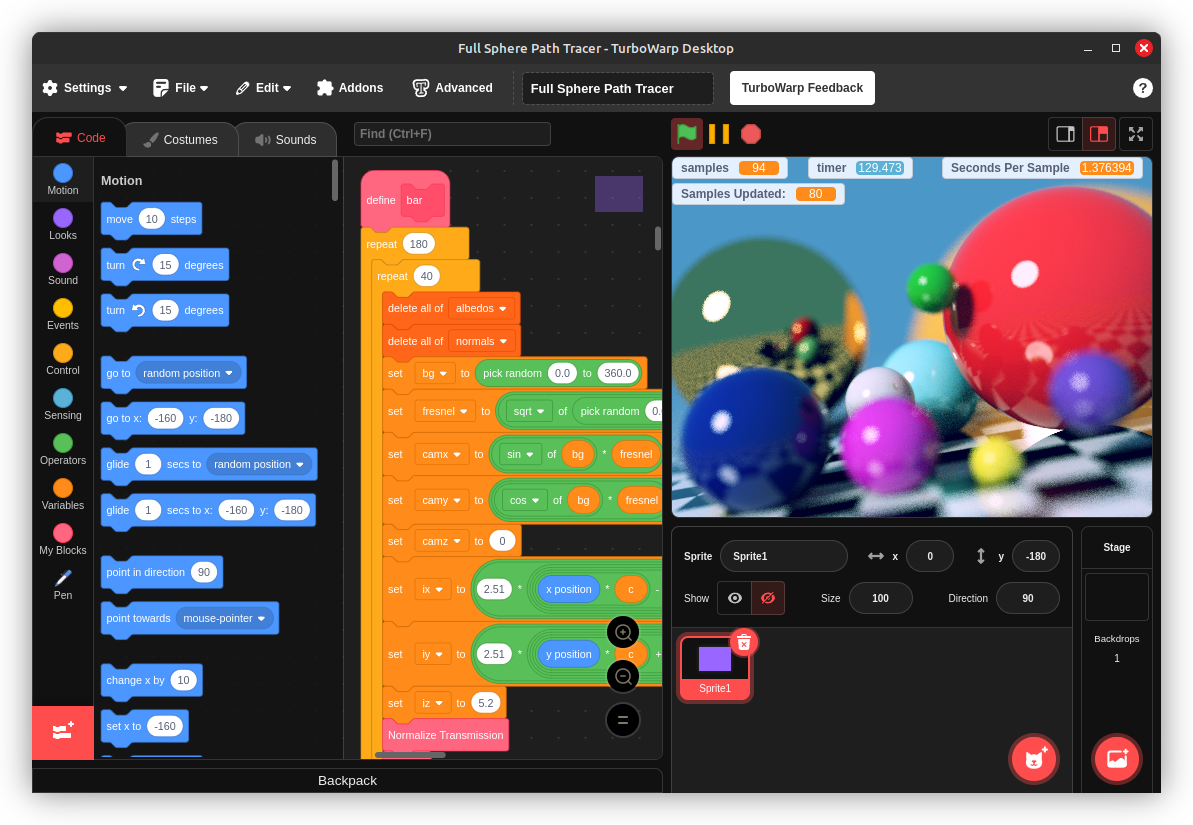 Full Sphere Path Tracer - TurboWarp Desktop
Settings File Edit Addons Advanced Full Sphere Path Tracer TurboWarp Feedback ?
Code Costumes Sounds Find (Ctrl+F)
Motion
Looks
Sound
Events
Control
Sensing
Operators
Variables
My Blocks
Pen
Motion
move 10 steps
turn 15 degrees
turn 15 degrees
go to random position
go to x: -160 y: -180
glide 1 secs to random position
glide 1 secs to x: -160 y: -180
point in direction 90
point towards mouse-pointer
change x by 10
set x to -160
define bar
repeat 180
repeat 40
delete all of albedos
delete all of normals
set bg to pick random 0.0 to 360.0
set fresnel to sqrt of pick random 0.
set camx to sin of bg * fresnel
set camy to cos of bg * fresnel
set camz to 0
set ix to 2.51 * x position * c -
set iy to 2.51 * y position * c +
set iz to 5.2
Normalize Transmission
Backpack
samples 94 timer 129.473 Seconds Per Sample 1.376394
Samples Updated: 80
Sprite Sprite1 x 0 y -180
Show Size 100 Direction 90
Sprite1
Stage
Backdrops
1